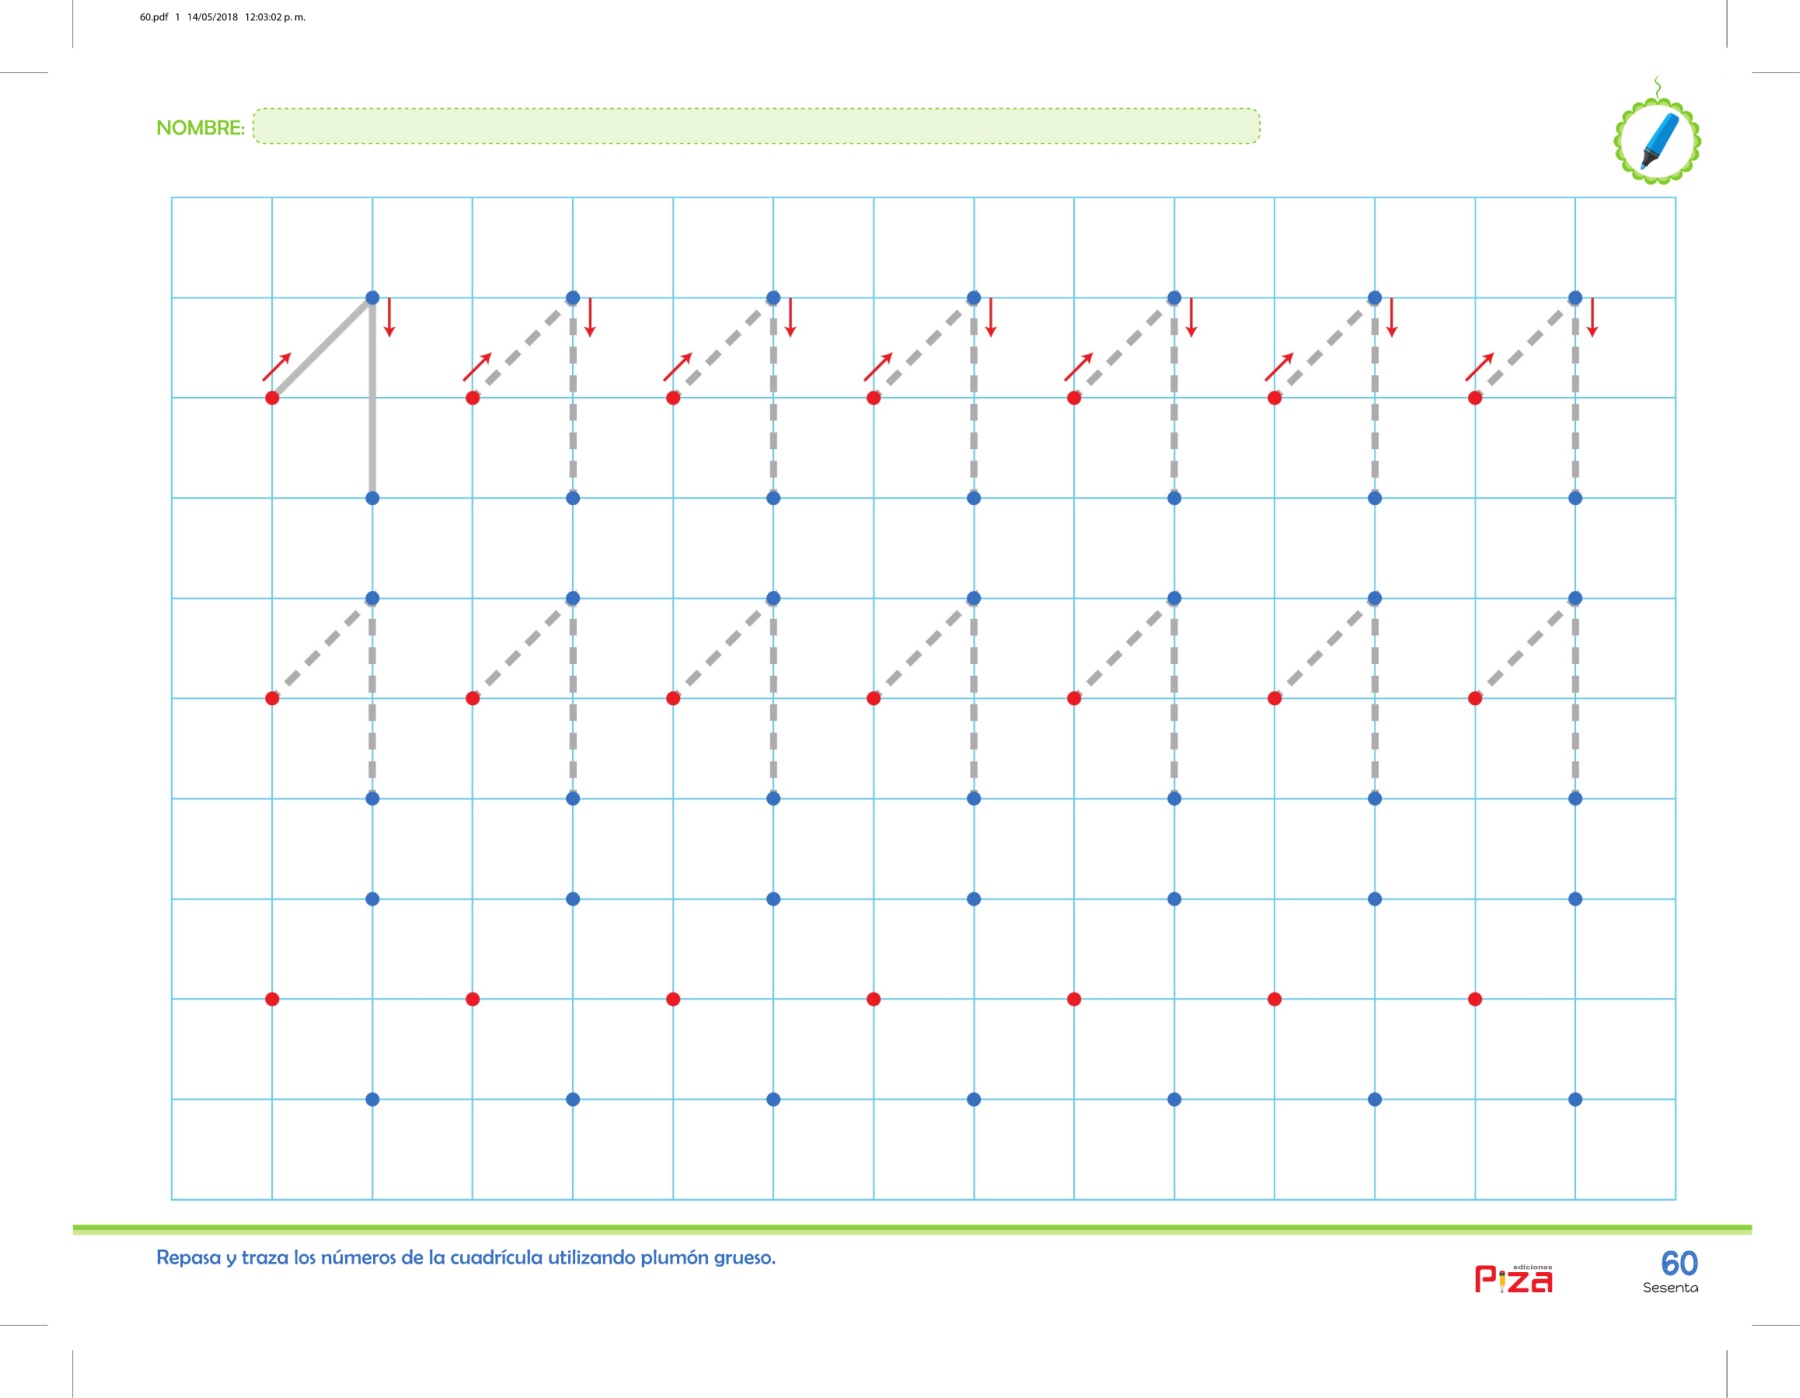 60.pdf 1 14/05/2018 12:03:02 p. m.
NOMBRE:
Repasa y traza los números de la cuadrícula utilizando plumón grueso.
ediciones
Piza
60
Sesenta